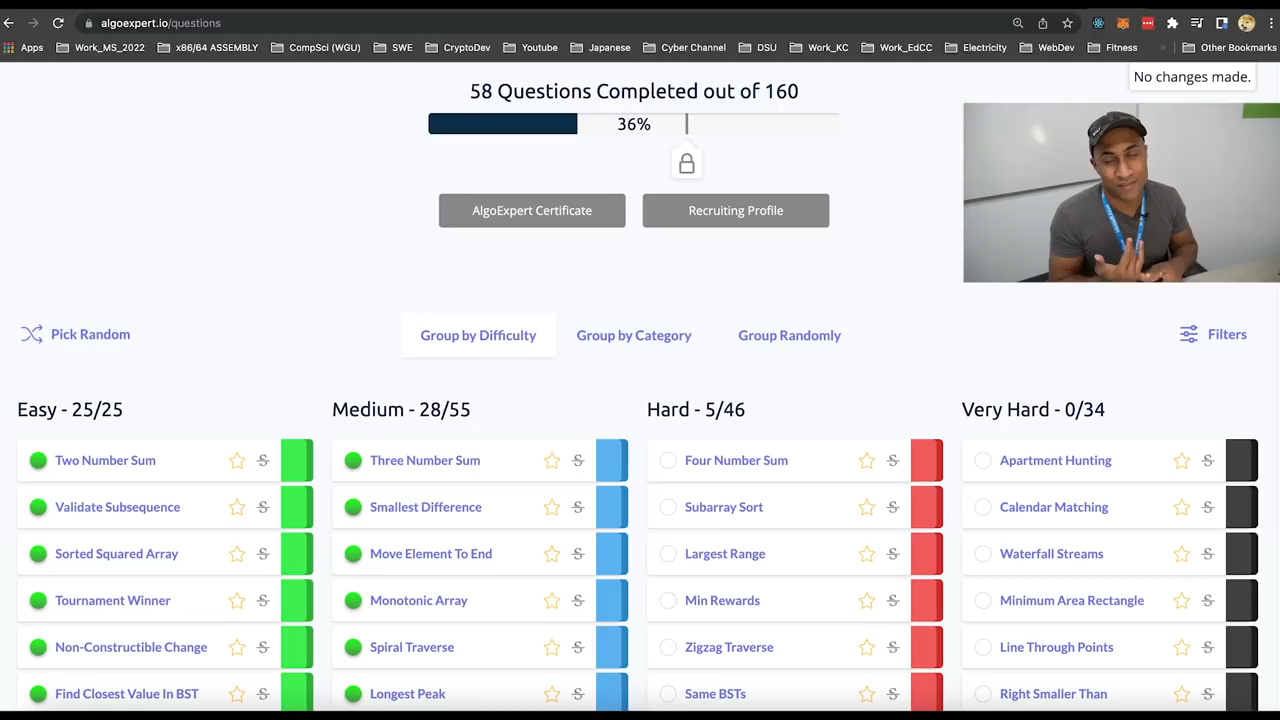 algoexpert.io/questions
Apps Work_MS_2022 x86/64 ASSEMBLY CompSci (WGU) SWE CryptoDev Youtube Japanese Cyber Channel DSU Work_KC Work_EdCC Electricity WebDev Fitness » Other Bookmarks
No changes made.
58 Questions Completed out of 160
36%
AlgoExpert Certificate Recruiting Profile
Pick Random Group by Difficulty Group by Category Group Randomly Filters
Easy - 25/25 Medium - 28/55 Hard - 5/46 Very Hard - 0/34
Two Number Sum S Three Number Sum S Four Number Sum S Apartment Hunting S
Validate Subsequence S Smallest Difference S Subarray Sort S Calendar Matching S
Sorted Squared Array S Move Element To End S Largest Range S Waterfall Streams S
Tournament Winner S Monotonic Array S Min Rewards S Minimum Area Rectangle S
Non-Constructible Change S Spiral Traverse S Zigzag Traverse S Line Through Points S
Find Closest Value In BST S Longest Peak S Same BSTs S Right Smaller Than S